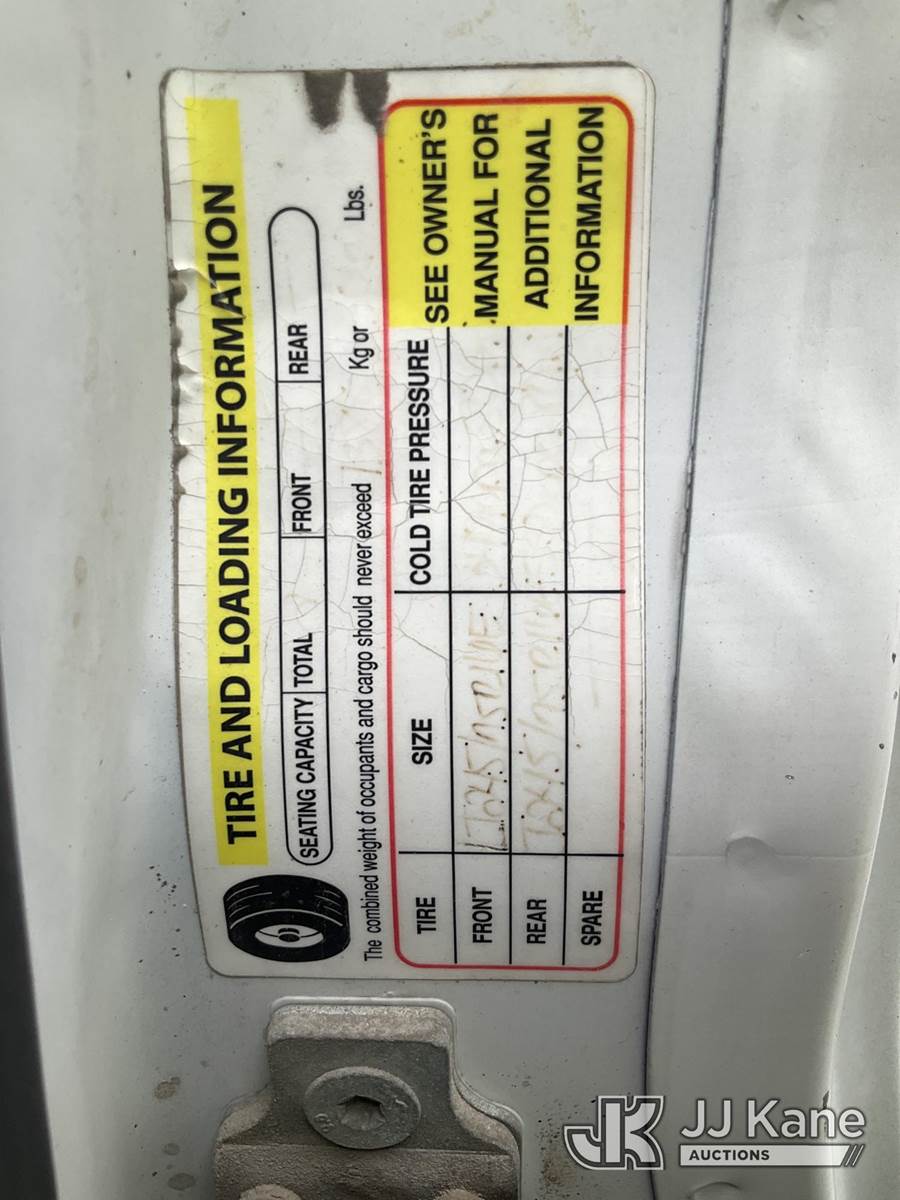 TIRE AND LOADING INFORMATION
SEATING CAPACITY TOTAL FRONT REAR
The combined weight of occupants and cargo should never exceed Kg or Lbs.
TIRE SIZE COLD TIRE PRESSURE SEE OWNER'S
FRONT MANUAL FOR
REAR ADDITIONAL
SPARE INFORMATION
JK JJ Kane
AUCTIONS